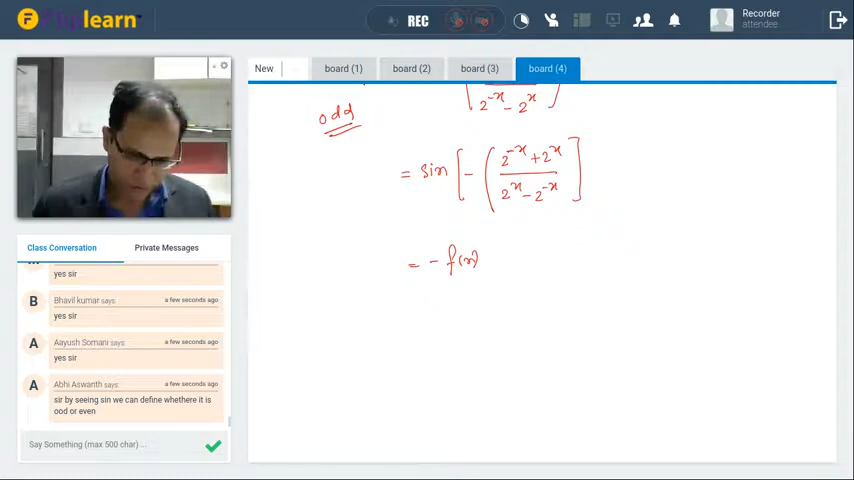 Fliplearn
REC
Recorder
attendee
New
board (1)
board (2)
board (3)
board (4)
odd
2^-x - 2^x
= sin [ - ( 2^-x + 2^x / 2^x - 2^-x ]
= - f(x)
Class Conversation
Private Messages
yes sir
B
Bhavil kumar says:
a few seconds ago
yes sir
A
Aayush Somani says:
a few seconds ago
yes sir
A
Abhi Aswanth says:
a few seconds ago
sir by seeing sin we can define whethere it is
ood or even
Say Something (max 500 char) ...